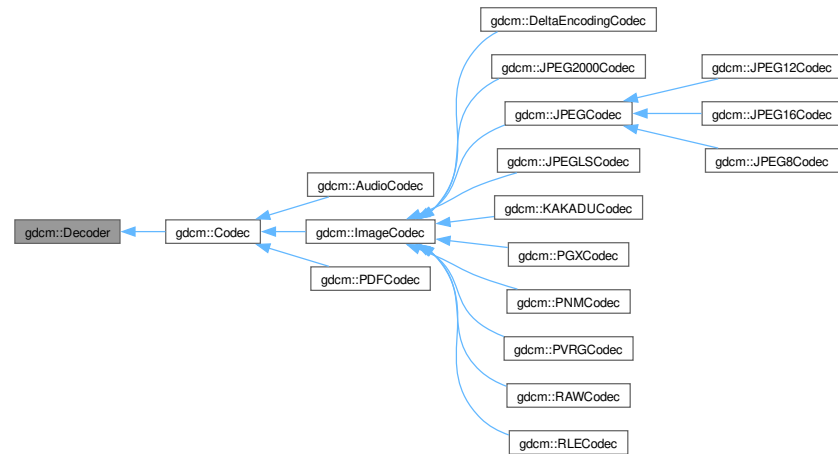 gdcm::DeltaEncodingCodec
gdcm::JPEG2000Codec
gdcm::JPEG12Codec
gdcm::JPEGCodec
gdcm::JPEG16Codec
gdcm::JPEGLSCodec
gdcm::JPEG8Codec
gdcm::AudioCodec
gdcm::KAKADUCodec
gdcm::Decoder
gdcm::Codec
gdcm::ImageCodec
gdcm::PGXCodec
gdcm::PDFCodec
gdcm::PNMCodec
gdcm::PVRGCodec
gdcm::RAWCodec
gdcm::RLECodec